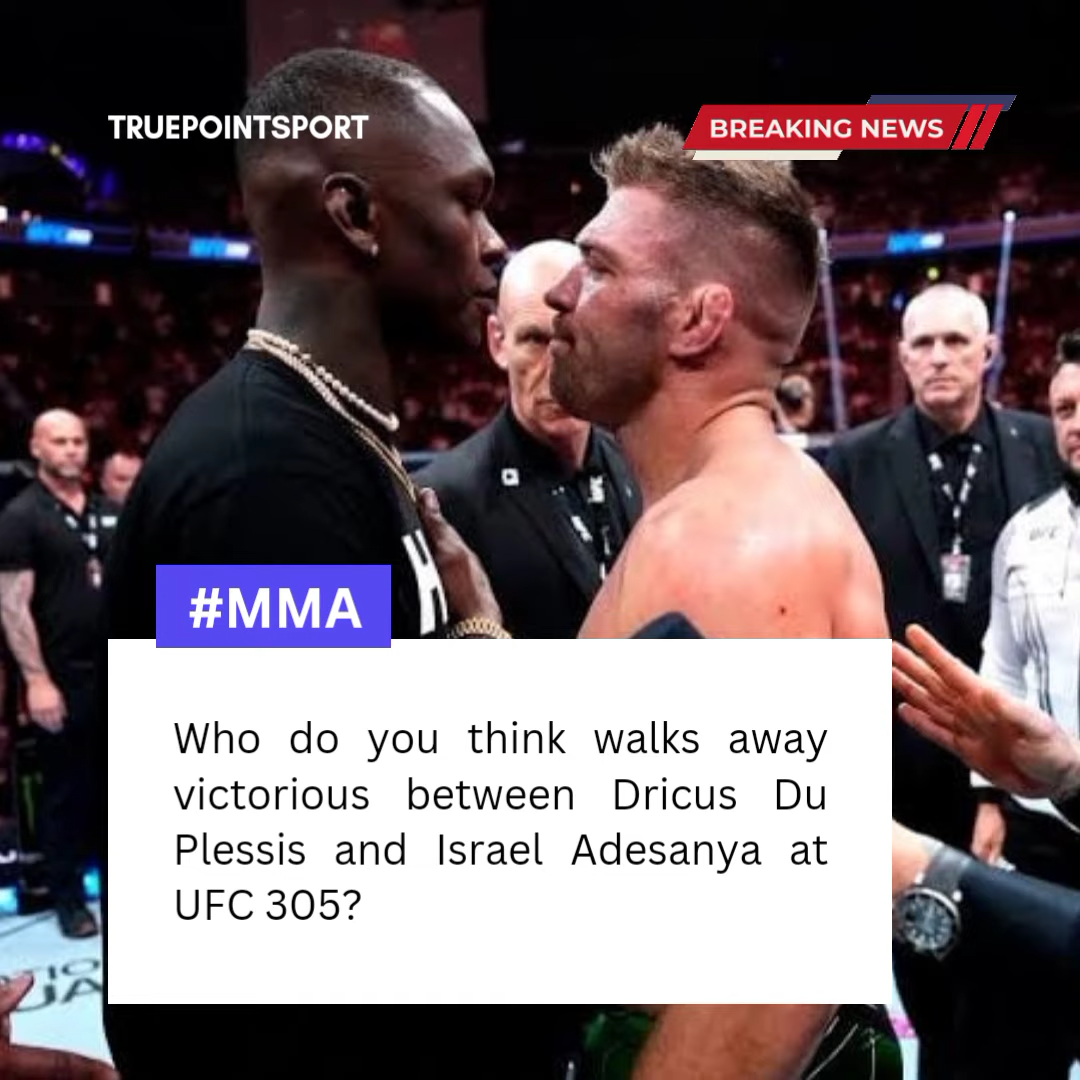 TRUEPOINTSPORT
BREAKING NEWS
#MMA
Who do you think walks away
victorious between Dricus Du
Plessis and Israel Adesanya at
UFC 305?
H
UFC